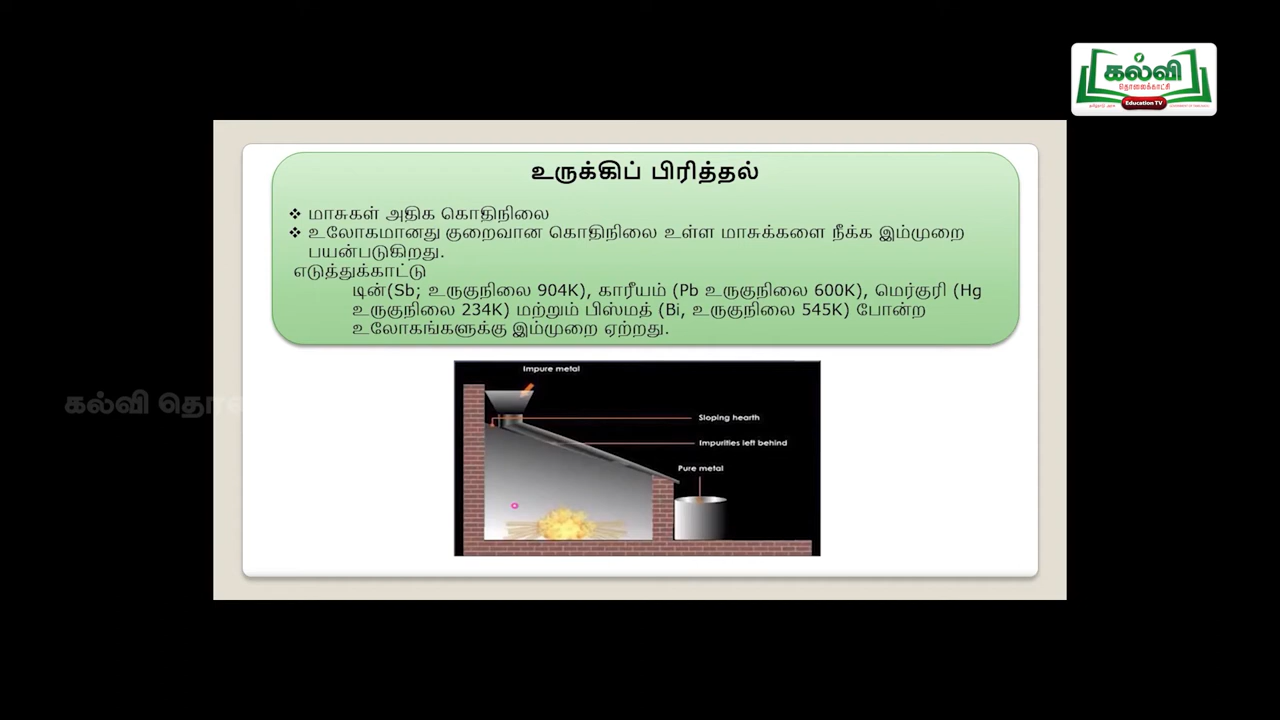 கல்வி
தொலைக்காட்சி
Education TV
உருக்கிப் பிரித்தல்
❖ மாசுகள் அதிக கொதிநிலை
❖ உலோகமானது குறைவான கொதிநிலை உள்ள மாசுக்களை நீக்க இம்முறை
பயன்படுகிறது.
எடுத்துக்காட்டு
டின்(Sb; உருகுநிலை 904K), காரீயம் (Pb உருகுநிலை 600K), மெர்குரி (Hg
உருகுநிலை 234K) மற்றும் பிஸ்மத் (Bi, உருகுநிலை 545K) போன்ற
உலோகங்களுக்கு இம்முறை ஏற்றது.
Impure metal
Sloping hearth
கல்வி
Impurities left behind
Pure metal